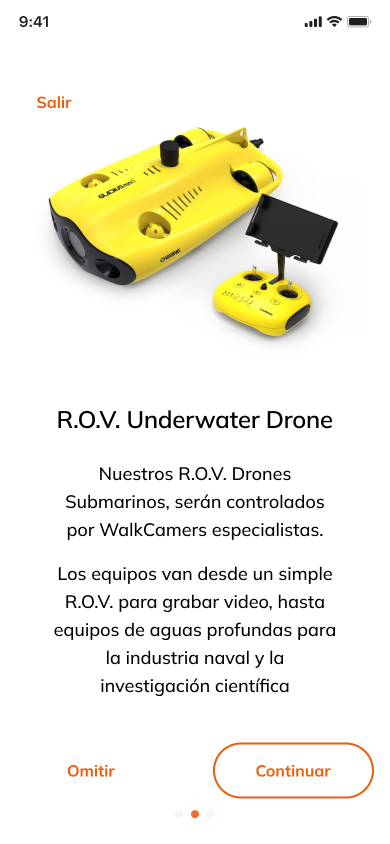 9:41
Salir
GLADIUS MINI S
CHASING
CHASING
R.O.V. Underwater Drone
Nuestros R.O.V. Drones
Submarinos, serán controlados
por WalkCamers especialistas.
Los equipos van desde un simple
R.O.V. para grabar video, hasta
equipos de aguas profundas para
la industria naval y la
investigación científica
Omitir
Continuar